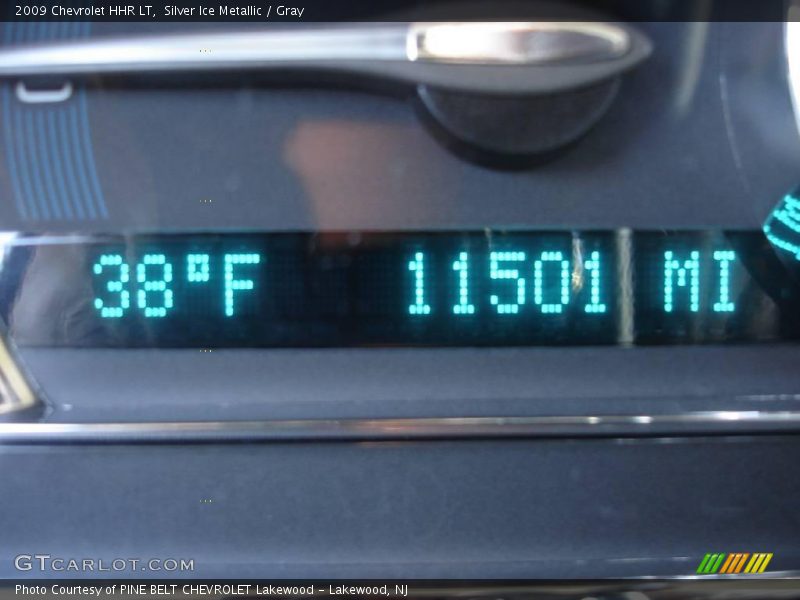 2009 Chevrolet HHR LT,  Silver Ice Metallic / Gray
38°F 11501 MI
GTCARLOT.COM
Photo Courtesy of PINE BELT CHEVROLET Lakewood - Lakewood, NJ